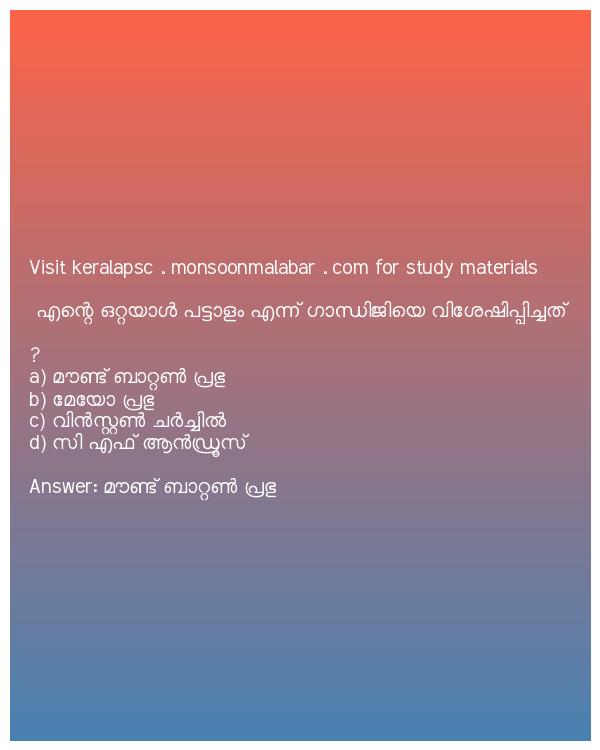 Visit keralapsc . monsoonmalabar . com for study materials
എന്റെ ഒറ്റയാൾ പട്ടാളം എന്ന് ഗാന്ധിജിയെ വിശേഷിപ്പിച്ചത്
?
a) മൗണ്ട് ബാറ്റൺ പ്രഭു
b) മേയോ പ്രഭു
c) വിൻസ്റ്റൺ ചർച്ചിൽ
d) സി എഫ് ആൻഡ്രൂസ്
Answer: മൗണ്ട് ബാറ്റൺ പ്രഭു